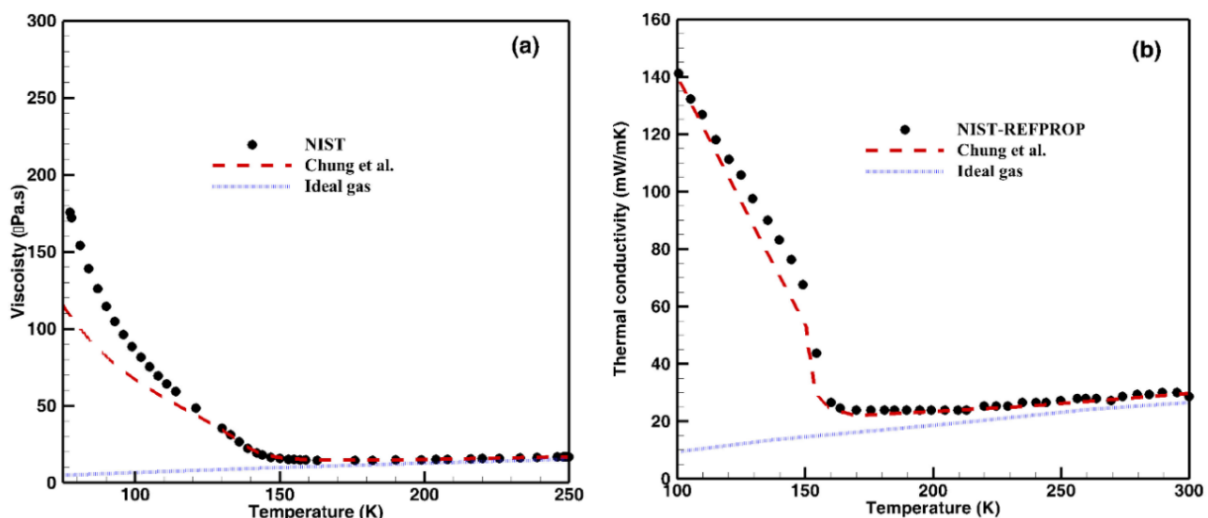 300
250
200
150
100
50
0
Viscoisty (▯Pa.s)
(a)
NIST
Chung et al.
Ideal gas
100 150 200 250
Temperature (K)
160
140
120
100
80
60
40
20
0
Thermal conductivity (mW/mK)
(b)
NIST-REFPROP
Chung et al.
Ideal gas
100 150 200 250 300
Temperature (K)